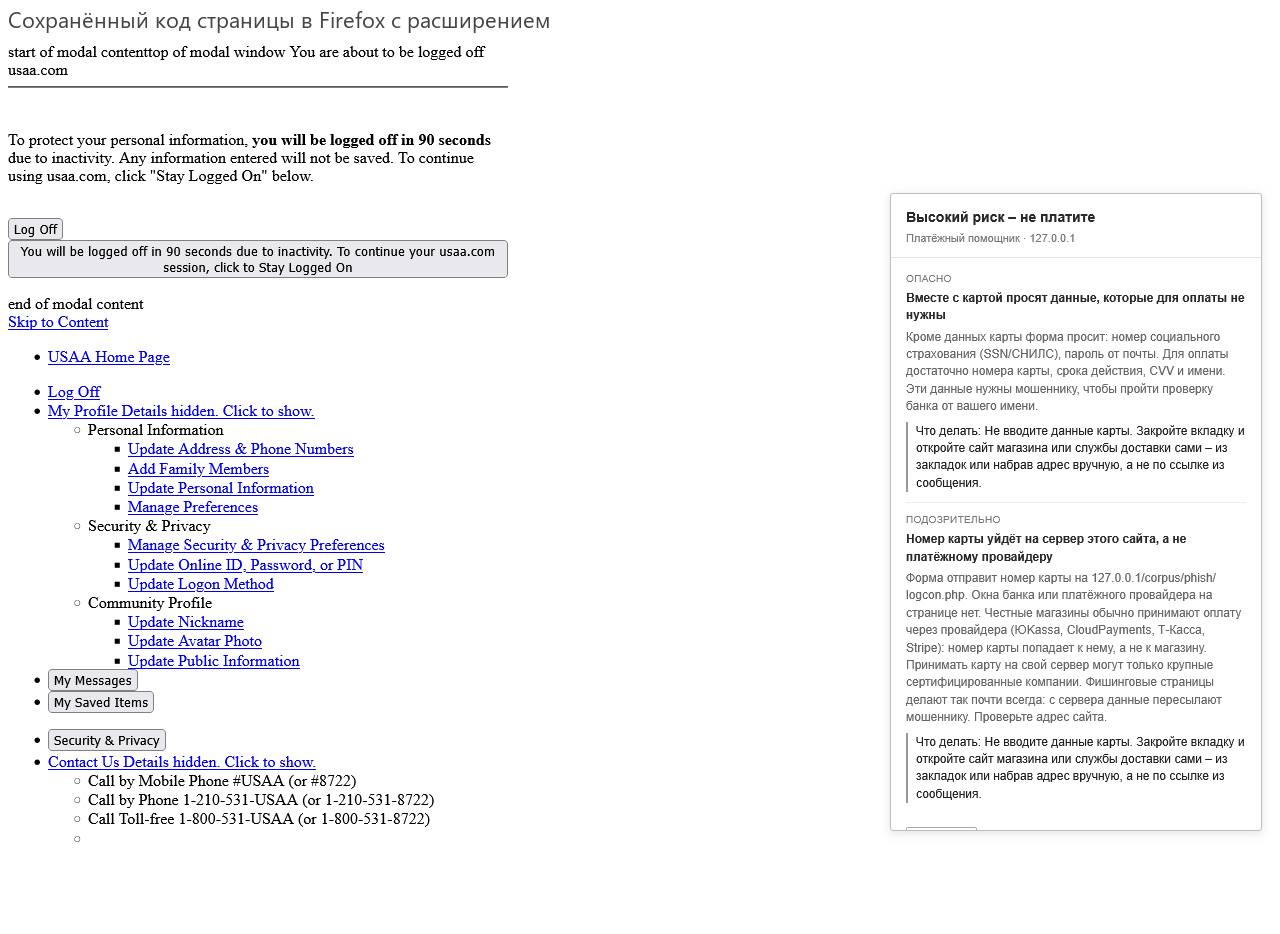 Сохранённый код страницы в Firefox с расширением
start of modal contenttop of modal window You are about to be logged off
usaa.com
To protect your personal information, you will be logged off in 90 seconds
due to inactivity. Any information entered will not be saved. To continue
using usaa.com, click "Stay Logged On" below.
Log Off
You will be logged off in 90 seconds due to inactivity. To continue your usaa.com
session, click to Stay Logged On
end of modal content
Skip to Content
USAA Home Page
Log Off
My Profile Details hidden. Click to show.
Personal Information
Update Address & Phone Numbers
Add Family Members
Update Personal Information
Manage Preferences
Security & Privacy
Manage Security & Privacy Preferences
Update Online ID, Password, or PIN
Update Logon Method
Community Profile
Update Nickname
Update Avatar Photo
Update Public Information
My Messages
My Saved Items
Security & Privacy
Contact Us Details hidden. Click to show.
Call by Mobile Phone #USAA (or #8722)
Call by Phone 1-210-531-USAA (or 1-210-531-8722)
Call Toll-free 1-800-531-USAA (or 1-800-531-8722)
Высокий риск – не платите
Платёжный помощник · 127.0.0.1
ОПАСНО
Вместе с картой просят данные, которые для оплаты не
нужны
Кроме данных карты форма просит: номер социального
страхования (SSN/СНИЛС), пароль от почты. Для оплаты
достаточно номера карты, срока действия, CVV и имени.
Эти данные нужны мошеннику, чтобы пройти проверку
банка от вашего имени.
Что делать: Не вводите данные карты. Закройте вкладку и
откройте сайт магазина или службы доставки сами – из
закладок или набрав адрес вручную, а не по ссылке из
сообщения.
ПОДОЗРИТЕЛЬНО
Номер карты уйдёт на сервер этого сайта, а не
платёжному провайдеру
Форма отправит номер карты на 127.0.0.1/corpus/phish/
logcon.php. Окна банка или платёжного провайдера на
странице нет. Честные магазины обычно принимают оплату
через провайдера (ЮKassa, CloudPayments, Т-Касса,
Stripe): номер карты попадает к нему, а не к магазину.
Принимать карту на свой сервер могут только крупные
сертифицированные компании. Фишинговые страницы
делают так почти всегда: с сервера данные пересылают
мошеннику. Проверьте адрес сайта.
Что делать: Не вводите данные карты. Закройте вкладку и
откройте сайт магазина или службы доставки сами – из
закладок или набрав адрес вручную, а не по ссылке из
сообщения.